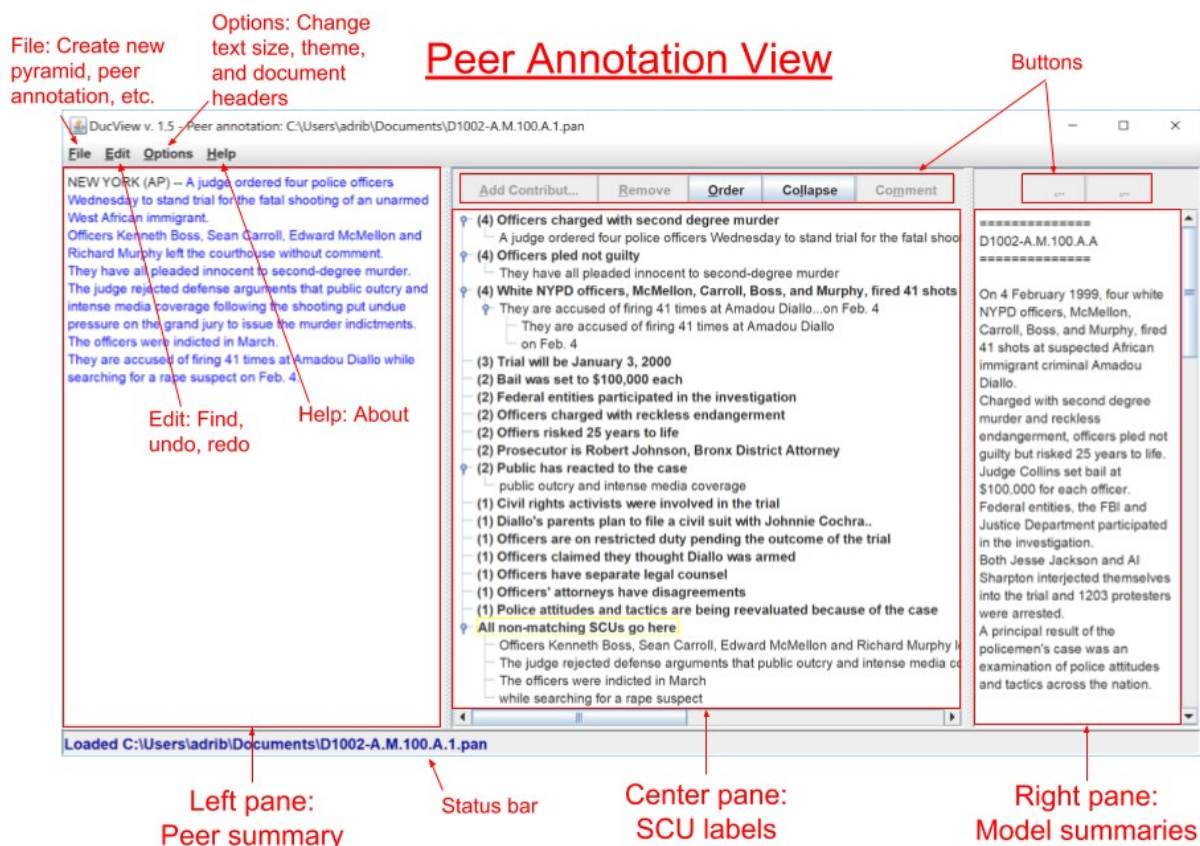 Peer Annotation View
File: Create new
pyramid, peer
annotation, etc.
Options: Change
text size, theme,
and document
headers
Buttons
DucView v. 1.5 - Peer annotation: C:\Users\adrib\Documents\D1002-A.M.100.A.1.pan
File Edit Options Help
NEW YORK (AP) -- A judge ordered four police officers
Wednesday to stand trial for the fatal shooting of an unarmed
West African immigrant.
Officers Kenneth Boss, Sean Carroll, Edward McMellon and
Richard Murphy left the courthouse without comment.
They have all pleaded innocent to second-degree murder.
The judge rejected defense arguments that public outcry and
intense media coverage following the shooting put undue
pressure on the grand jury to issue the murder indictments.
The officers were indicted in March.
They are accused of firing 41 times at Amadou Diallo while
searching for a rape suspect on Feb. 4.
Edit: Find,
undo, redo
Help: About
Add Contribut... Remove Order Collapse Comment
(4) Officers charged with second degree murder
A judge ordered four police officers Wednesday to stand trial for the fatal shoo
(4) Officers pled not guilty
They have all pleaded innocent to second-degree murder
(4) White NYPD officers, McMellon, Carroll, Boss, and Murphy, fired 41 shots
They are accused of firing 41 times at Amadou Diallo...on Feb. 4
They are accused of firing 41 times at Amadou Diallo
on Feb. 4
(3) Trial will be January 3, 2000
(2) Bail was set to $100,000 each
(2) Federal entities participated in the investigation
(2) Officers charged with reckless endangerment
(2) Offiers risked 25 years to life
(2) Prosecutor is Robert Johnson, Bronx District Attorney
(2) Public has reacted to the case
public outcry and intense media coverage
(1) Civil rights activists were involved in the trial
(1) Diallo's parents plan to file a civil suit with Johnnie Cochra..
(1) Officers are on restricted duty pending the outcome of the trial
(1) Officers claimed they thought Diallo was armed
(1) Officers have separate legal counsel
(1) Officers' attorneys have disagreements
(1) Police attitudes and tactics are being reevaluated because of the case
All non-matching SCUs go here
Officers Kenneth Boss, Sean Carroll, Edward McMellon and Richard Murphy l
The judge rejected defense arguments that public outcry and intense media co
The officers were indicted in March
while searching for a rape suspect
... ...
==============
D1002-A.M.100.A.A
==============
On 4 February 1999, four white
NYPD officers, McMellon,
Carroll, Boss, and Murphy, fired
41 shots at suspected African
immigrant criminal Amadou
Diallo.
Charged with second degree
murder and reckless
endangerment, officers pled not
guilty but risked 25 years to life.
Judge Collins set bail at
$100,000 for each officer.
Federal entities, the FBI and
Justice Department participated
in the investigation.
Both Jesse Jackson and Al
Sharpton interjected themselves
into the trial and 1203 protesters
were arrested.
A principal result of the
policemen's case was an
examination of police attitudes
and tactics across the nation.
Loaded C:\Users\adrib\Documents\D1002-A.M.100.A.1.pan
Left pane:
Peer summary
Status bar
Center pane:
SCU labels
Right pane:
Model summaries